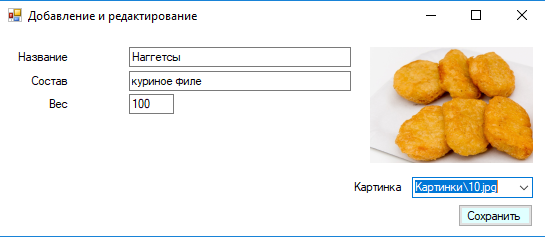 Добавление и редактирование
Название Наггетсы
Состав куриное филе
Вес 100
Картинка Картинки\10.jpg
Сохранить